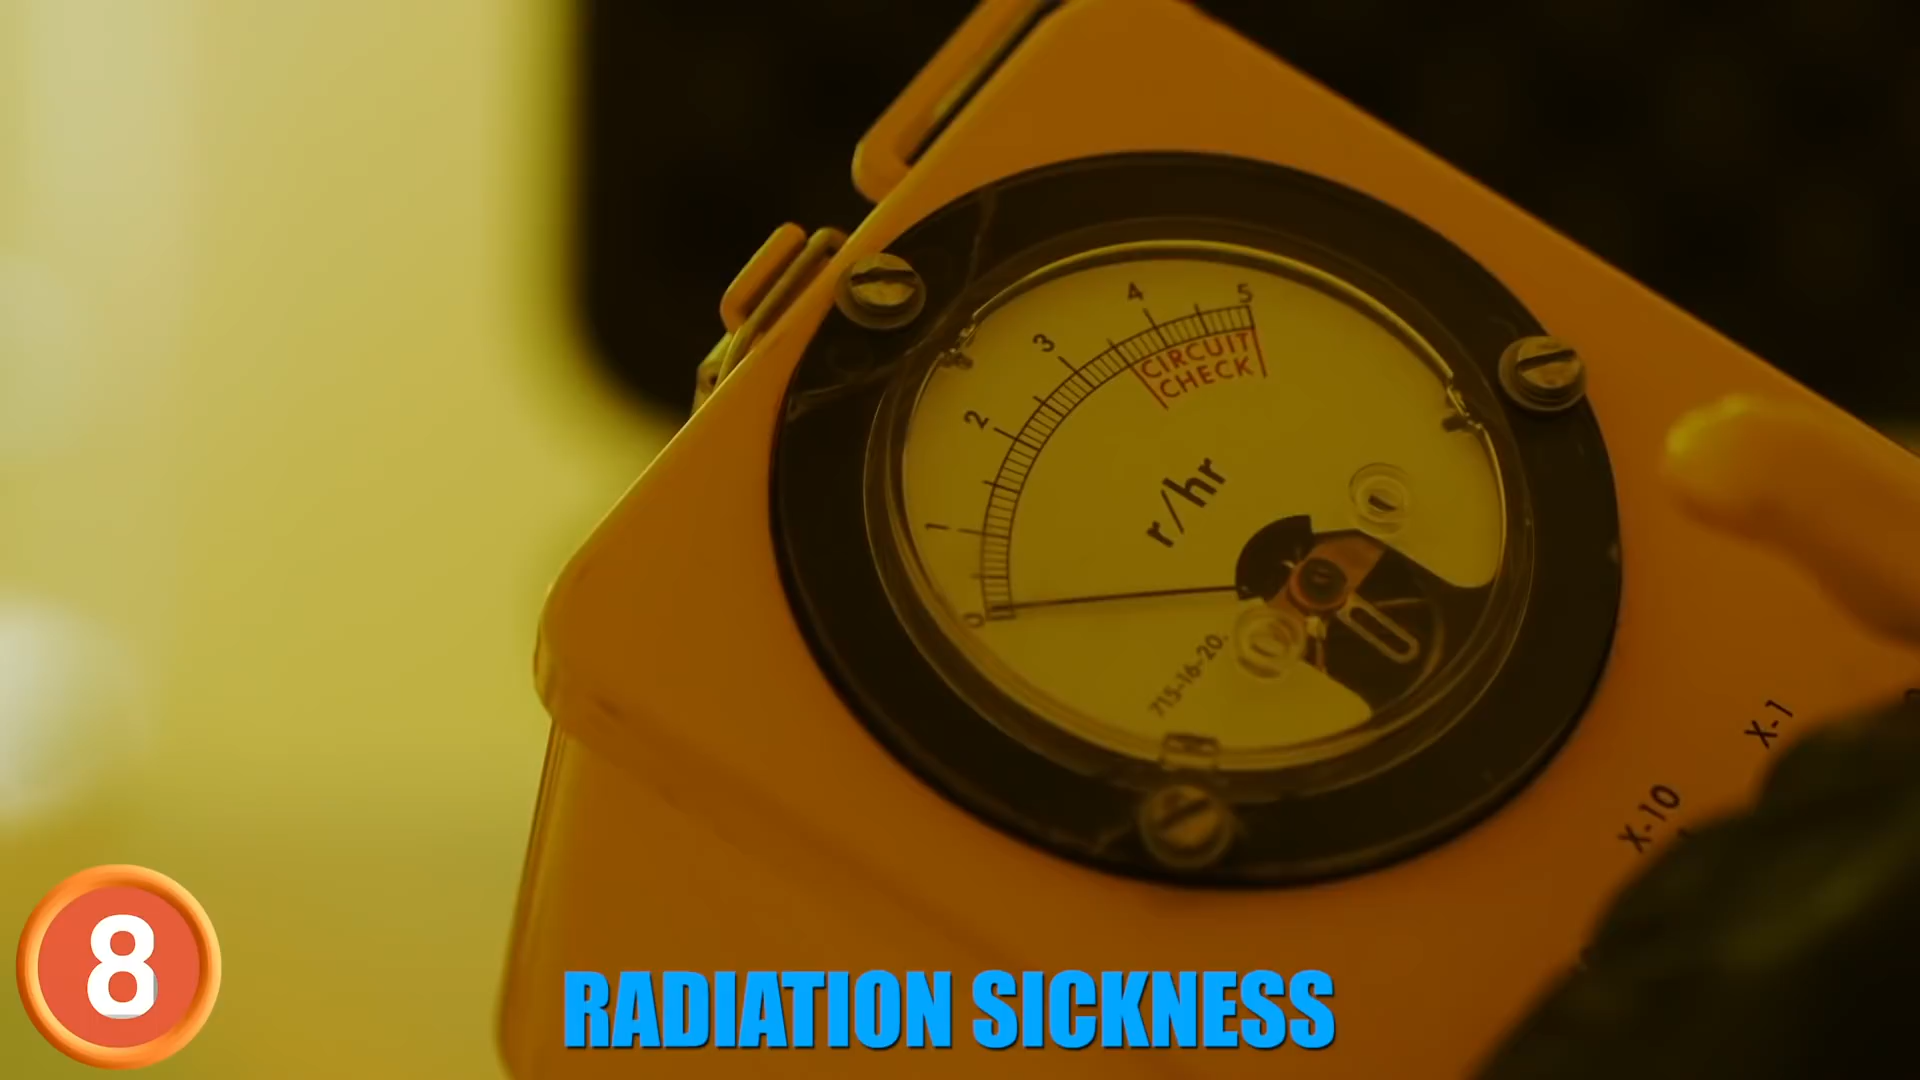 0 1 2 3 4 5
CIRCUIT
CHECK
r/hr
715-16-20.
X-1
X-10
8
RADIATION SICKNESS